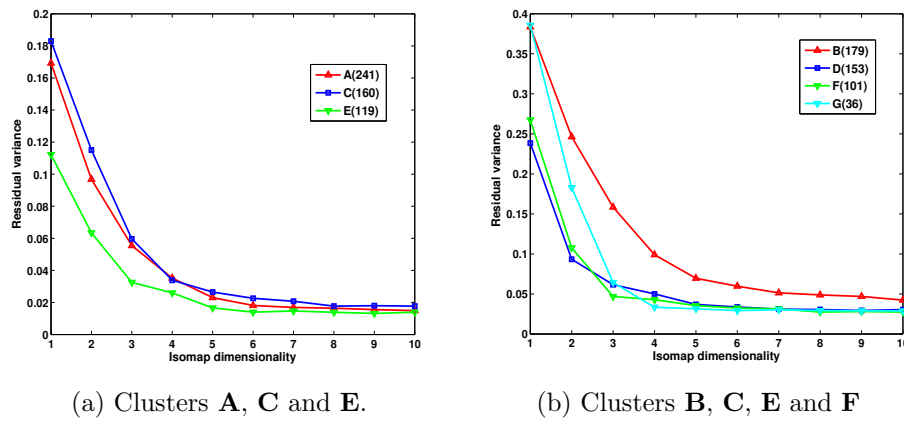 0.2
0.18
0.16
0.14
0.12
0.1
0.08
0.06
0.04
0.02
0
Residual variance
A(241)
C(160)
E(119)
1 2 3 4 5 6 7 8 9 10
Isomap dimensionality
(a) Clusters A, C and E.
0.4
0.35
0.3
0.25
0.2
0.15
0.1
0.05
0
Residual variance
B(179)
D(153)
F(101)
G(36)
1 2 3 4 5 6 7 8 9 10
Isomap dimensionality
(b) Clusters B, C, E and F